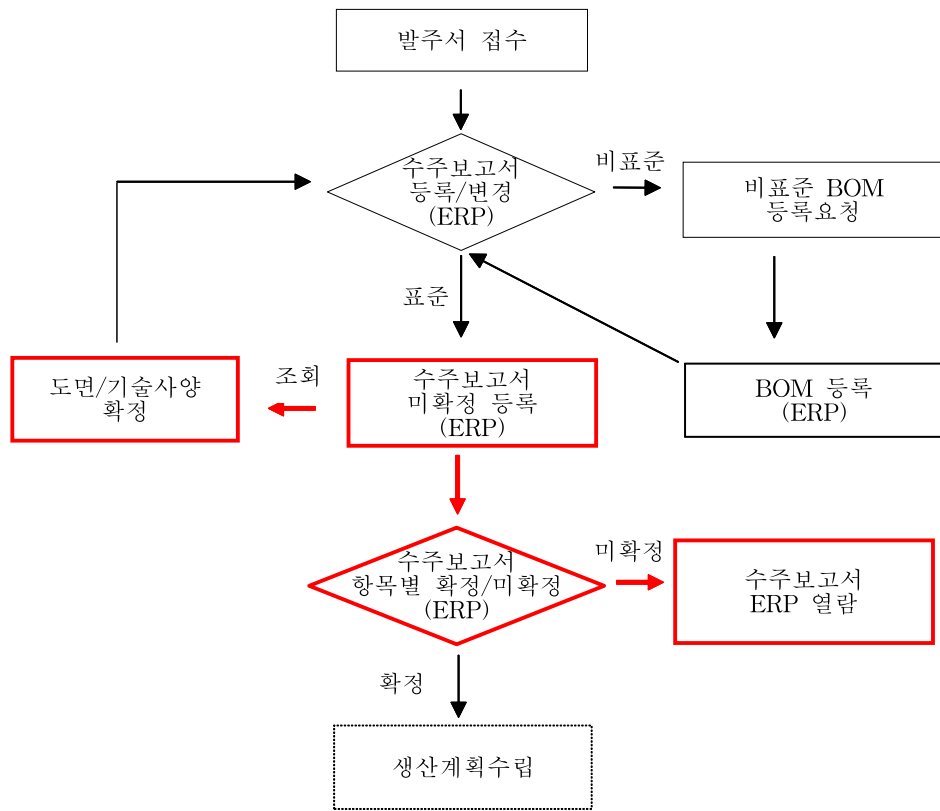 발주서 접수
수주보고서
등록/변경
(ERP)
비표준
비표준 BOM
등록요청
표준
도면/기술사양
확정
조회
수주보고서
미확정 등록
(ERP)
BOM 등록
(ERP)
수주보고서
항목별 확정/미확정
(ERP)
미확정
수주보고서
ERP 열람
확정
생산계획수립